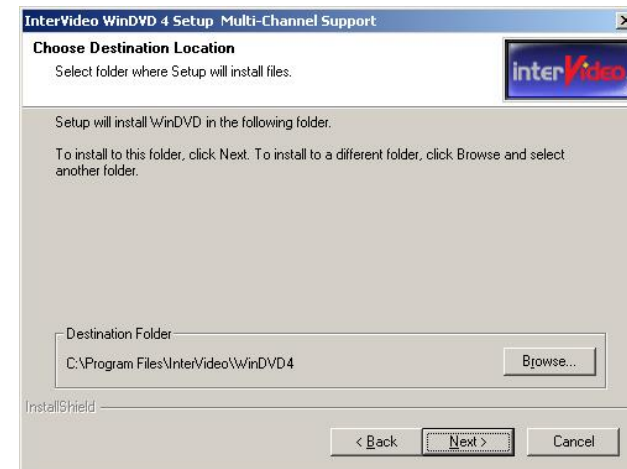 InterVideo WinDVD 4 Setup  Multi-Channel Support
Choose Destination Location
Select folder where Setup will install files.
interVideo
Setup will install WinDVD in the following folder.
To install to this folder, click Next. To install to a different folder, click Browse and select
another folder.
Destination Folder
C:\Program Files\InterVideo\WinDVD4
Browse...
InstallShield
< Back
Next >
Cancel